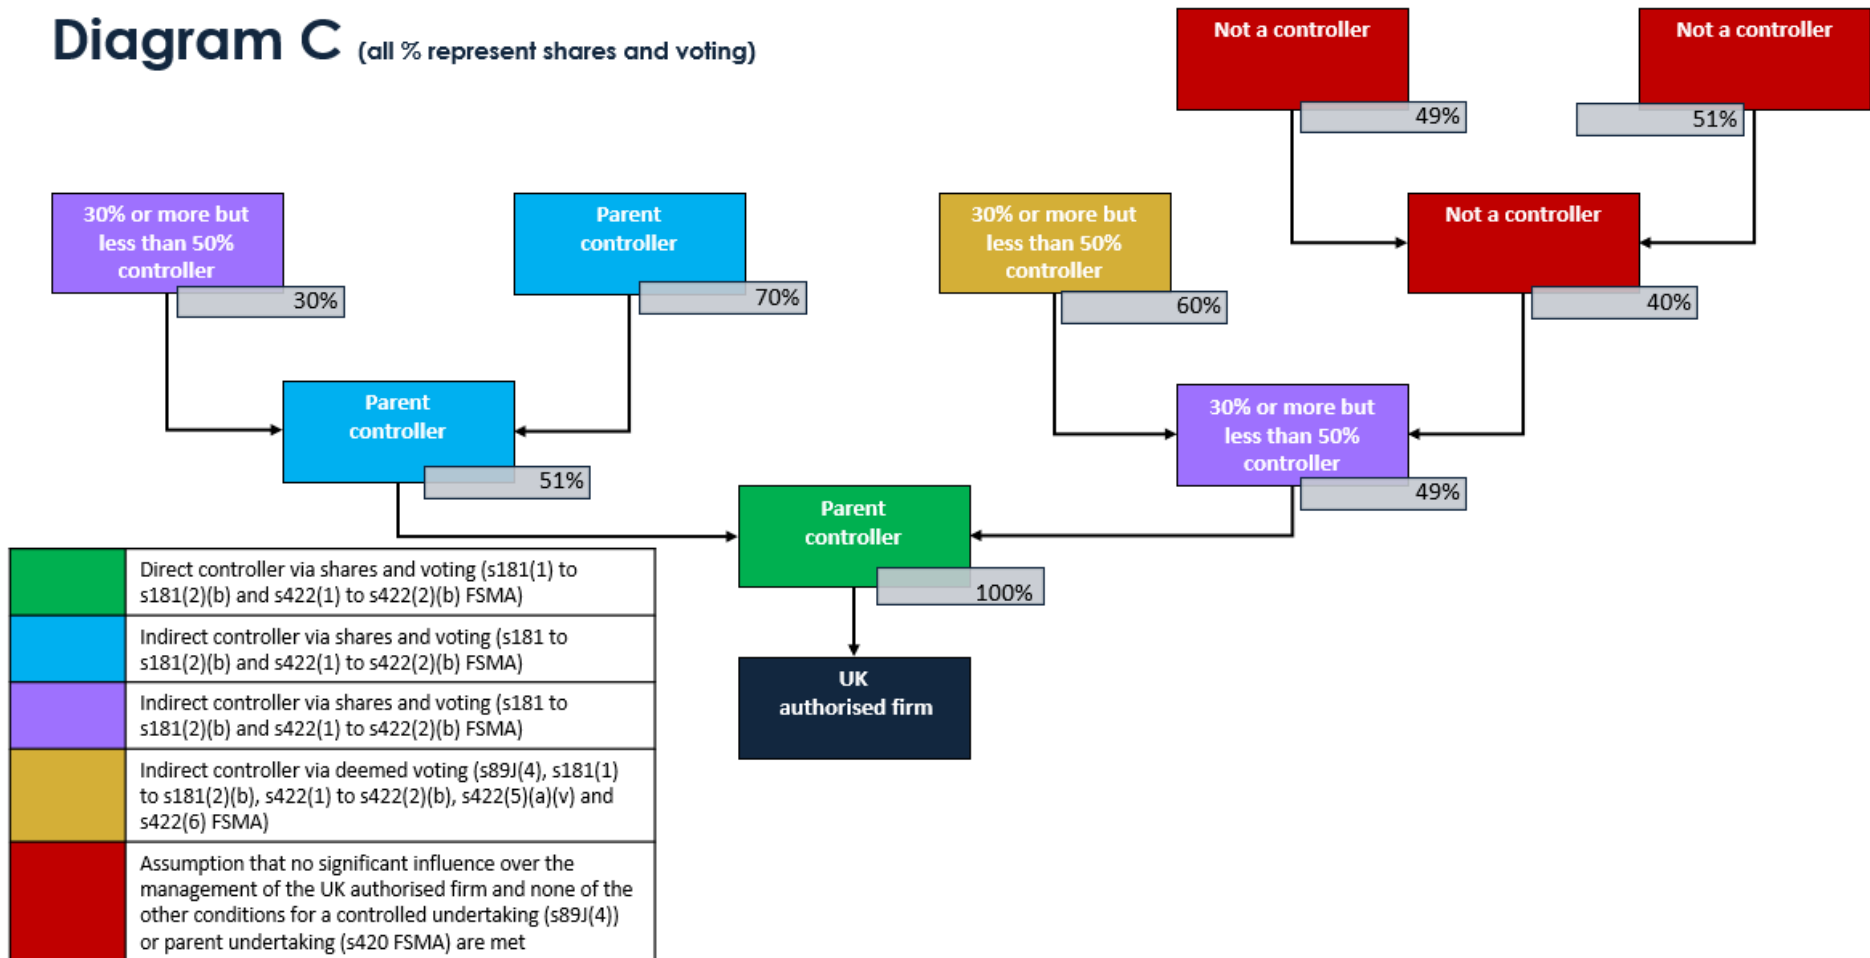 Diagram C (all % represent shares and voting)
Not a controller
49%
Not a controller
51%
30% or more but
less than 50%
controller
30%
Parent
controller
70%
30% or more but
less than 50%
controller
60%
Not a controller
40%
Parent
controller
51%
30% or more but
less than 50%
controller
49%
Parent
controller
100%
UK
authorised firm
Direct controller via shares and voting (s181(1) to
s181(2)(b) and s422(1) to s422(2)(b) FSMA)
Indirect controller via shares and voting (s181 to
s181(2)(b) and s422(1) to s422(2)(b) FSMA)
Indirect controller via shares and voting (s181 to
s181(2)(b) and s422(1) to s422(2)(b) FSMA)
Indirect controller via deemed voting (s89J(4), s181(1)
to s181(2)(b), s422(1) to s422(2)(b), s422(5)(a)(v) and
s422(6) FSMA)
Assumption that no significant influence over the
management of the UK authorised firm and none of the
other conditions for a controlled undertaking (s89J(4))
or parent undertaking (s420 FSMA) are met